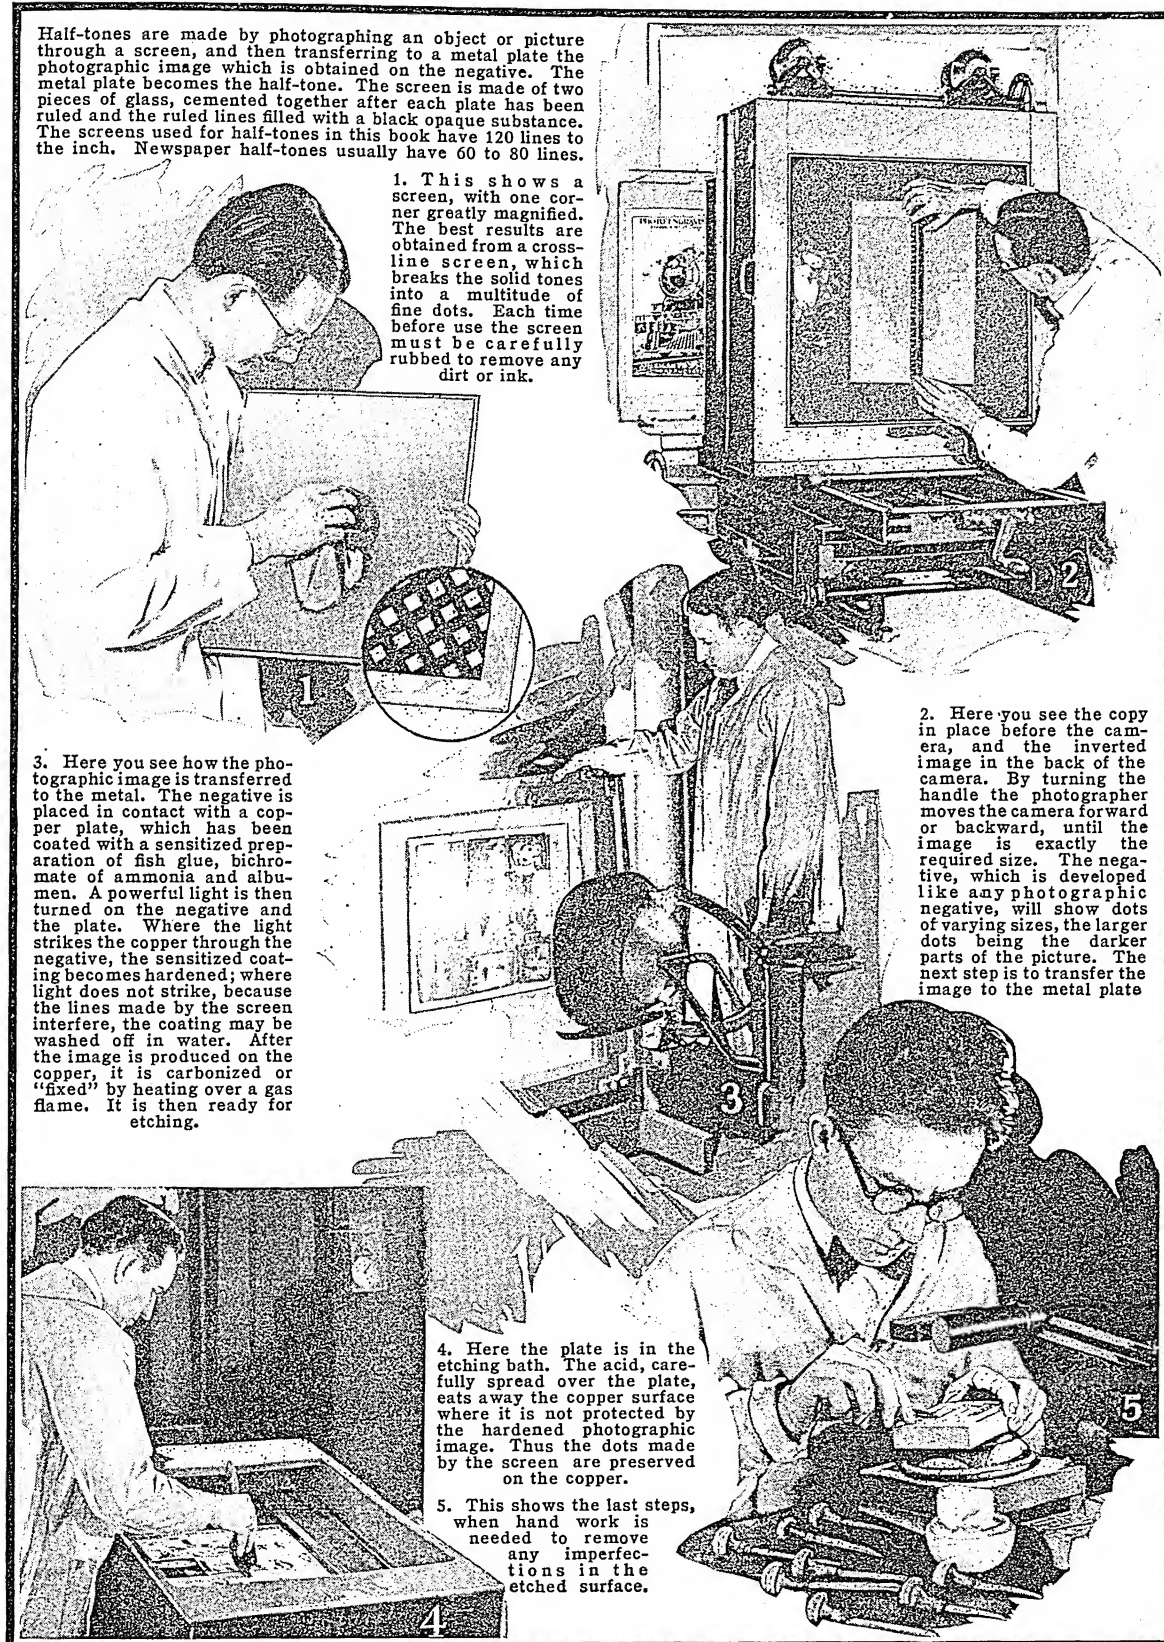 Half-tones are made by photographing an object or picture
through a screen, and then transferring to a metal plate the
photographic image which is obtained on the negative. The
metal plate becomes the half-tone. The screen is made of two
pieces of glass, cemented together after each plate has been
ruled and the ruled lines filled with a black opaque substance.
The screens used for half-tones in this book have 120 lines to
the inch. Newspaper half-tones usually have 60 to 80 lines.
1. This shows a
screen, with one cor-
ner greatly magnified.
The best results are
obtained from a cross-
line screen, which
breaks the solid tones
into a multitude of
fine dots. Each time
before use the screen
must be carefully
rubbed to remove any
dirt or ink.
1
2
2. Here you see the copy
in place before the cam-
era, and the inverted
image in the back of the
camera. By turning the
handle the photographer
moves the camera forward
or backward, until the
image is exactly the
required size. The nega-
tive, which is developed
like any photographic
negative, will show dots
of varying sizes, the larger
dots being the darker
parts of the picture. The
next step is to transfer the
image to the metal plate
3. Here you see how the pho-
tographic image is transferred
to the metal. The negative is
placed in contact with a cop-
per plate, which has been
coated with a sensitized prep-
aration of fish glue, bichro-
mate of ammonia and albu-
men. A powerful light is then
turned on the negative and
the plate. Where the light
strikes the copper through the
negative, the sensitized coat-
ing becomes hardened; where
light does not strike, because
the lines made by the screen
interfere, the coating may be
washed off in water. After
the image is produced on the
copper, it is carbonized or
"fixed" by heating over a gas
flame. It is then ready for
etching.
3
4. Here the plate is in the
etching bath. The acid, care-
fully spread over the plate,
eats away the copper surface
where it is not protected by
the hardened photographic
image. Thus the dots made
by the screen are preserved
on the copper.
5. This shows the last steps,
when hand work is
needed to remove
any imperfec-
tions in the
etched surface.
4
5